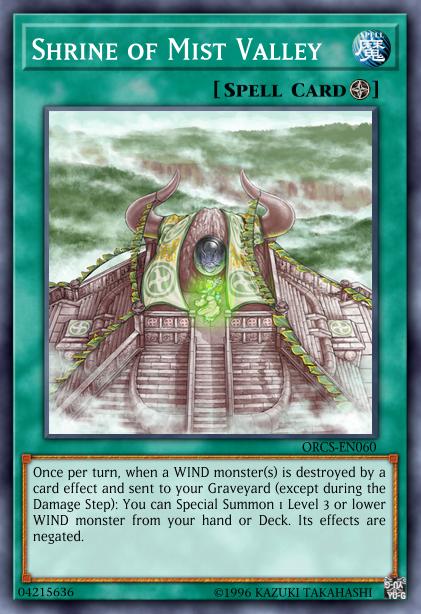 SHRINE OF MIST VALLEY
SPELL
魔
[SPELL CARD]
ORCS-EN060
Once per turn, when a WIND monster(s) is destroyed by a
card effect and sent to your Graveyard (except during the
Damage Step): You can Special Summon 1 Level 3 or lower
WIND monster from your hand or Deck. Its effects are
negated.
04215636
©1996 KAZUKI TAKAHASHI